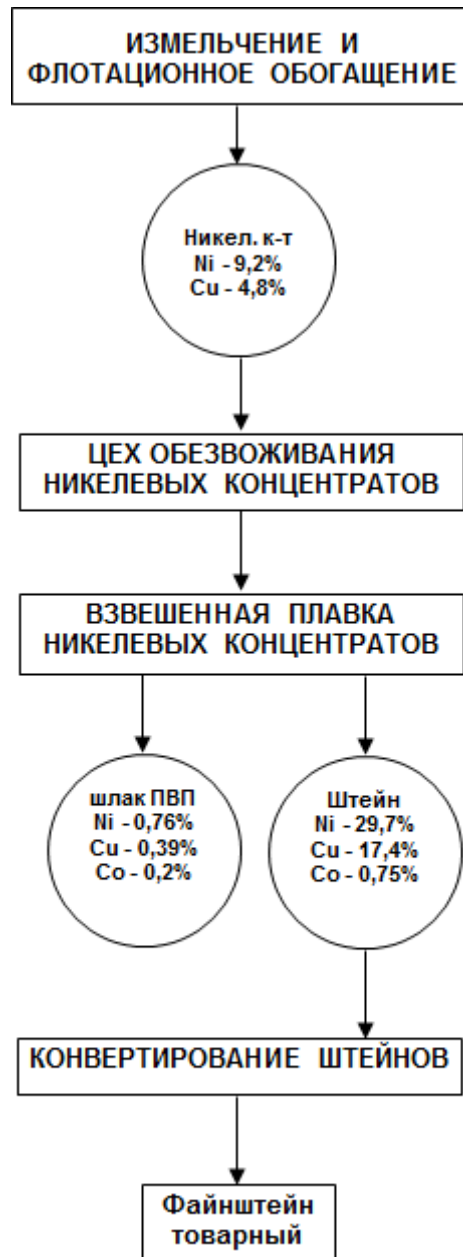 ИЗМЕЛЬЧЕНИЕ И
ФЛОТАЦИОННОЕ ОБОГАЩЕНИЕ
Никел. к-т
Ni - 9,2%
Cu - 4,8%
ЦЕХ ОБЕЗВОЖИВАНИЯ
НИКЕЛЕВЫХ КОНЦЕНТРАТОВ
ВЗВЕШЕННАЯ ПЛАВКА
НИКЕЛЕВЫХ КОНЦЕНТРАТОВ
шлак ПВП
Ni - 0,76%
Cu - 0,39%
Co - 0,2%
Штейн
Ni - 29,7%
Cu - 17,4%
Co - 0,75%
КОНВЕРТИРОВАНИЕ ШТЕЙНОВ
Файнштейн
товарный